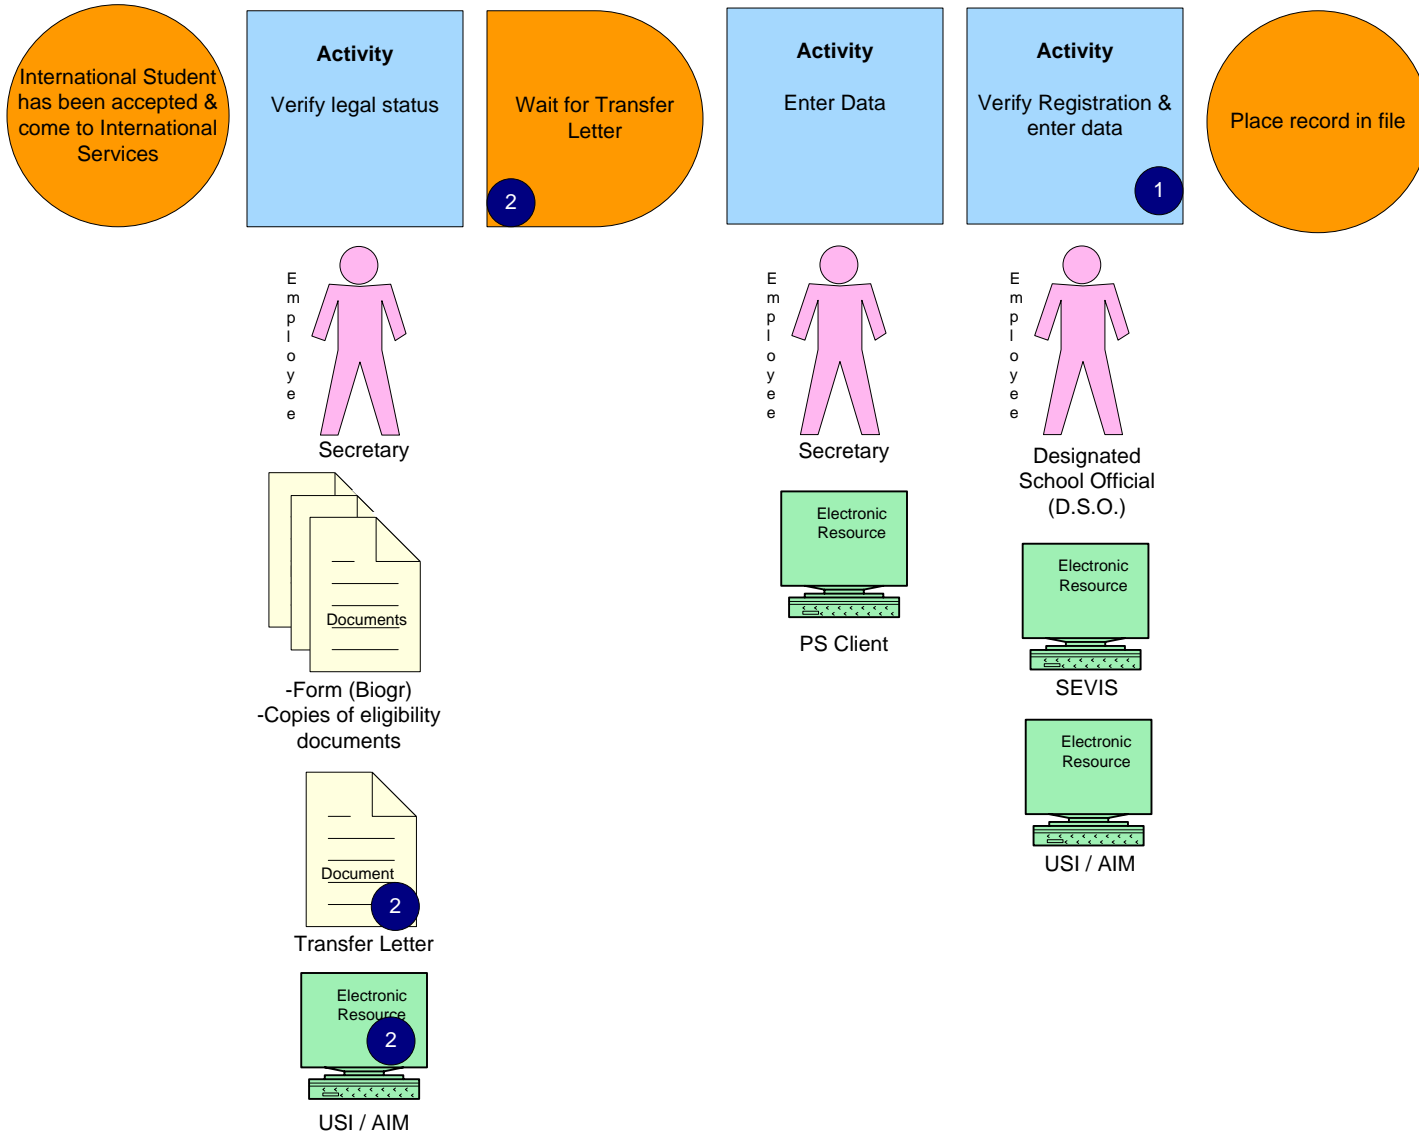 International Student
has been accepted &
come to International
Services
Activity
Verify legal status
Wait for Transfer
Letter
2
Activity
Enter Data
Activity
Verify Registration &
enter data
1
Place record in file
Employee
Secretary
Documents
-Form (Biogr)
-Copies of eligibility
documents
Document
2
Transfer Letter
Electronic
Resource
2
USI / AIM
Employee
Secretary
Electronic
Resource
PS Client
Employee
Designated
School Official
(D.S.O.)
Electronic
Resource
SEVIS
Electronic
Resource
USI / AIM